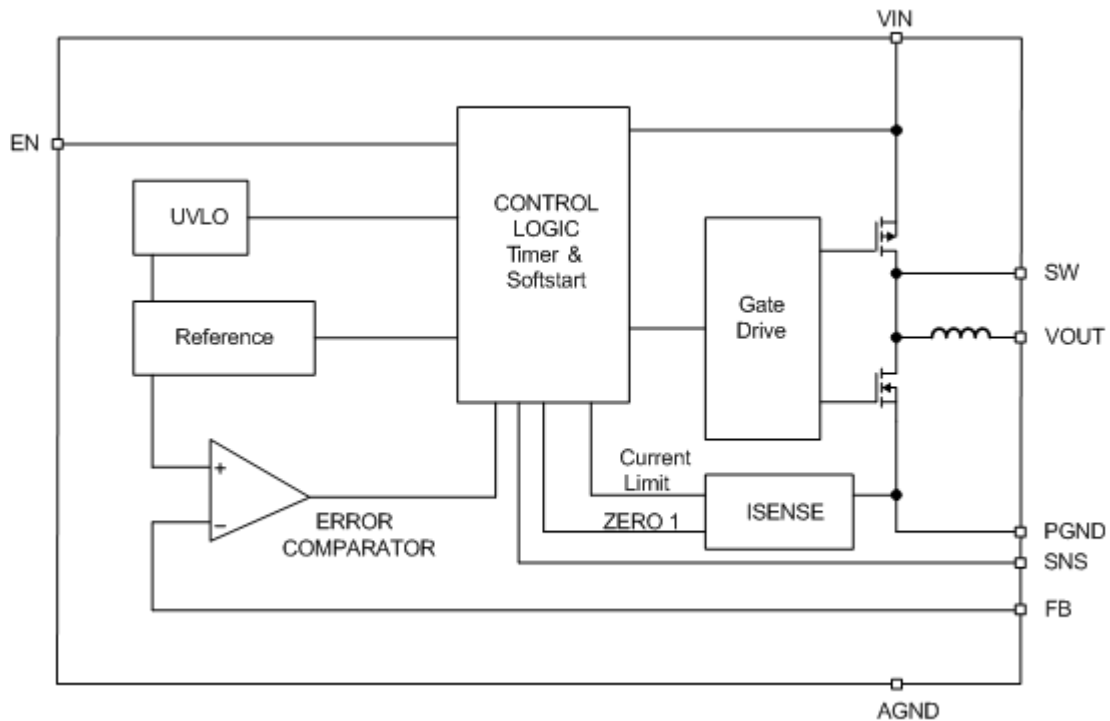 VIN
EN
UVLO
CONTROL
LOGIC
Timer &
Softstart
SW
Reference
Gate
Drive
VOUT
+
−
ERROR
COMPARATOR
Current
Limit
ZERO 1
ISENSE
PGND
SNS
FB
AGND